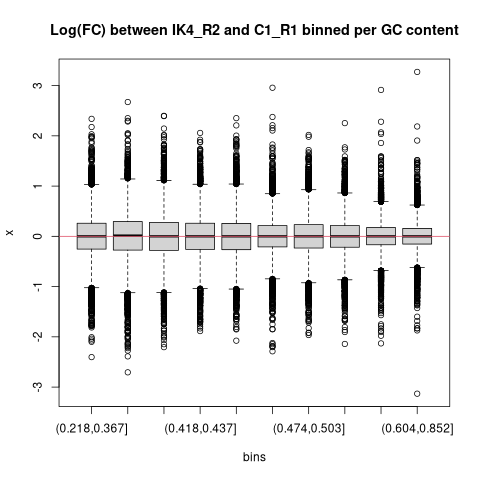 Log(FC) between IK4_R2 and C1_R1 binned per GC content
3
2
1
0
-1
-2
-3
x
(0.218,0.367] (0.418,0.437] (0.474,0.503] (0.604,0.852]
bins